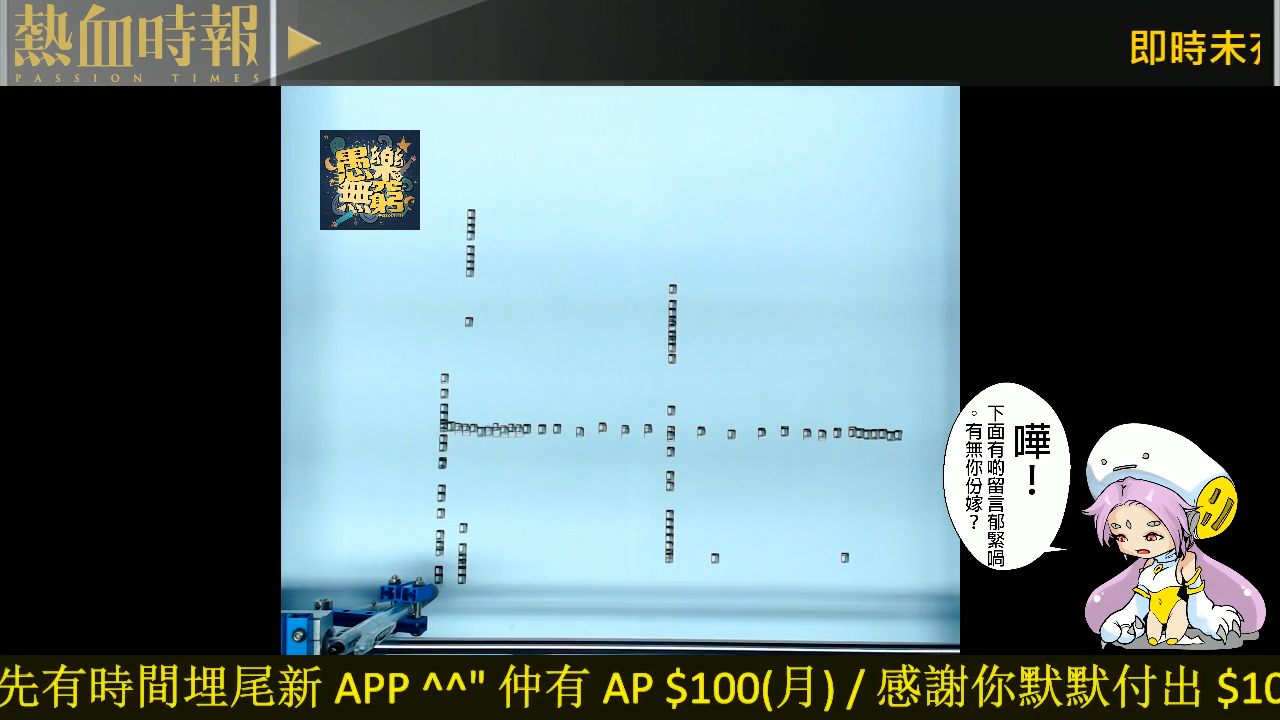 熱血時報
PASSION TIMES
即時未
愚樂
無窮
嘩！
下面有啲留言郁緊喎
。有無你份嫁？
先有時間埋尾新 APP ^^" 仲有 AP $100(月) / 感謝你默默付出 $10